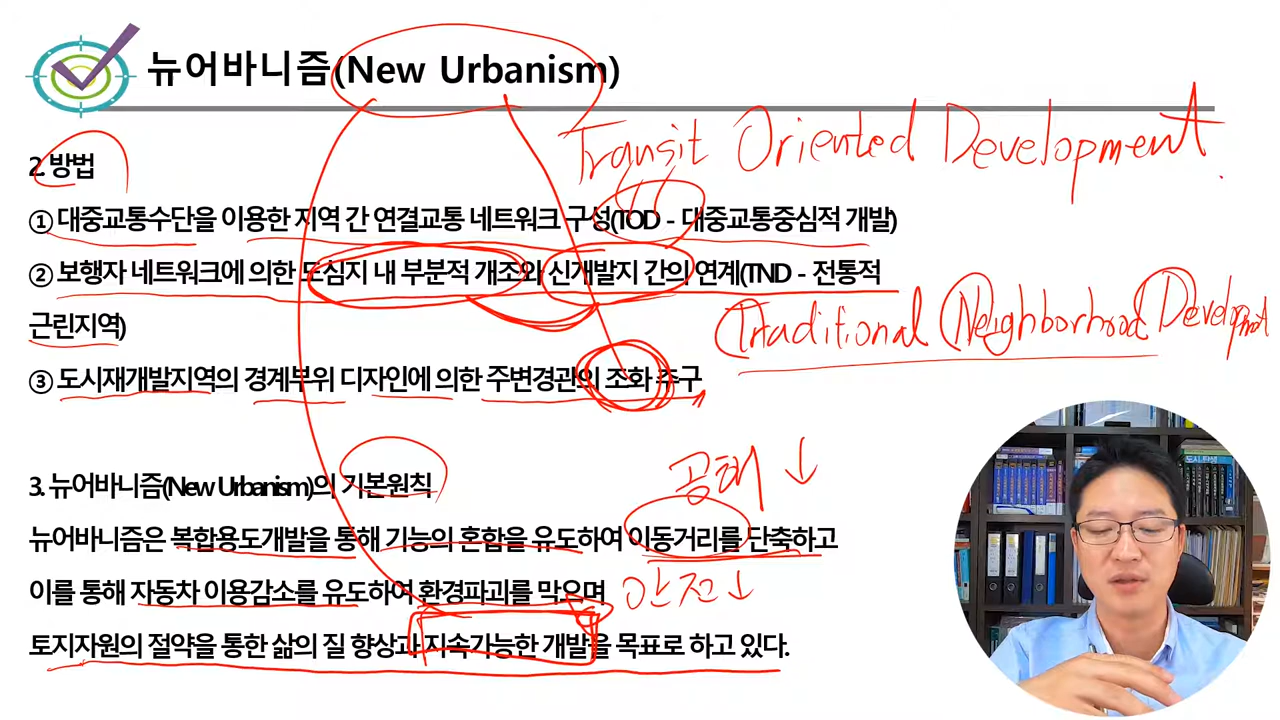 뉴어바니즘(New Urbanism)
Transit Oriented Development
2. 방법
① 대중교통수단을 이용한 지역 간 연결교통 네트워크 구성(TOD - 대중교통중심적 개발)
② 보행자 네트워크에 의한 도심지 내 부분적 개조와 신개발지 간의 연계(TND - 전통적
근린지역)
Traditional Neighborhood Development
③ 도시재개발지역의 경계부위 디자인에 의한 주변경관의 조화 추구
공해 ↓
3. 뉴어바니즘(New Urbanism)의 기본원칙
뉴어바니즘은 복합용도개발을 통해 기능의 혼합을 유도하여 이동거리를 단축하고
이를 통해 자동차 이용감소를 유도하여 환경파괴를 막으며
안전 ↓
토지자원의 절약을 통한 삶의 질 향상과 지속가능한 개발을 목표로 하고 있다.